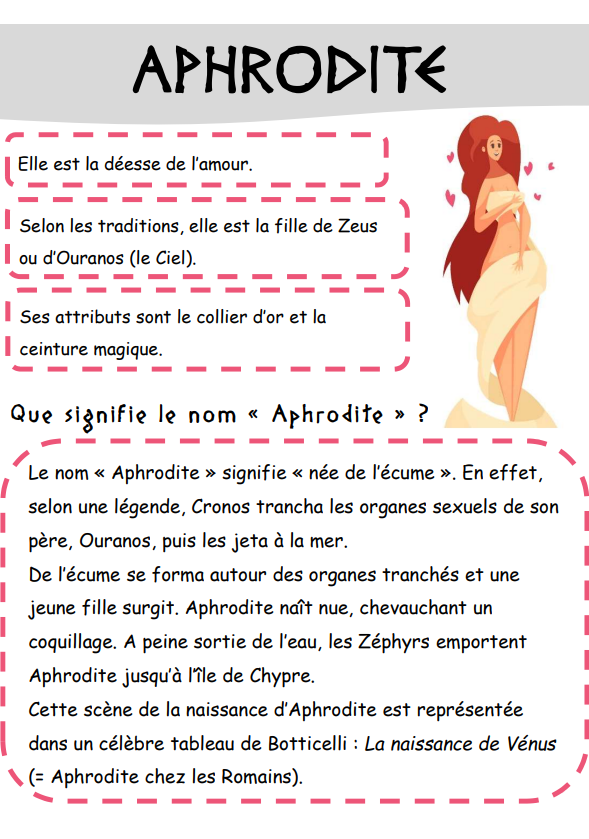 APHRODITE
Elle est la déesse de l'amour.
Selon les traditions, elle est la fille de Zeus
ou d'Ouranos (le Ciel).
Ses attributs sont le collier d'or et la
ceinture magique.
Que signifie le nom « Aphrodite » ?
Le nom « Aphrodite » signifie « née de l'écume ». En effet,
selon une légende, Cronos trancha les organes sexuels de son
père, Ouranos, puis les jeta à la mer.
De l'écume se forma autour des organes tranchés et une
jeune fille surgit. Aphrodite naît nue, chevauchant un
coquillage. A peine sortie de l'eau, les Zéphyrs emportent
Aphrodite jusqu'à l'île de Chypre.
Cette scène de la naissance d'Aphrodite est représentée
dans un célèbre tableau de Botticelli : La naissance de Vénus
(= Aphrodite chez les Romains).